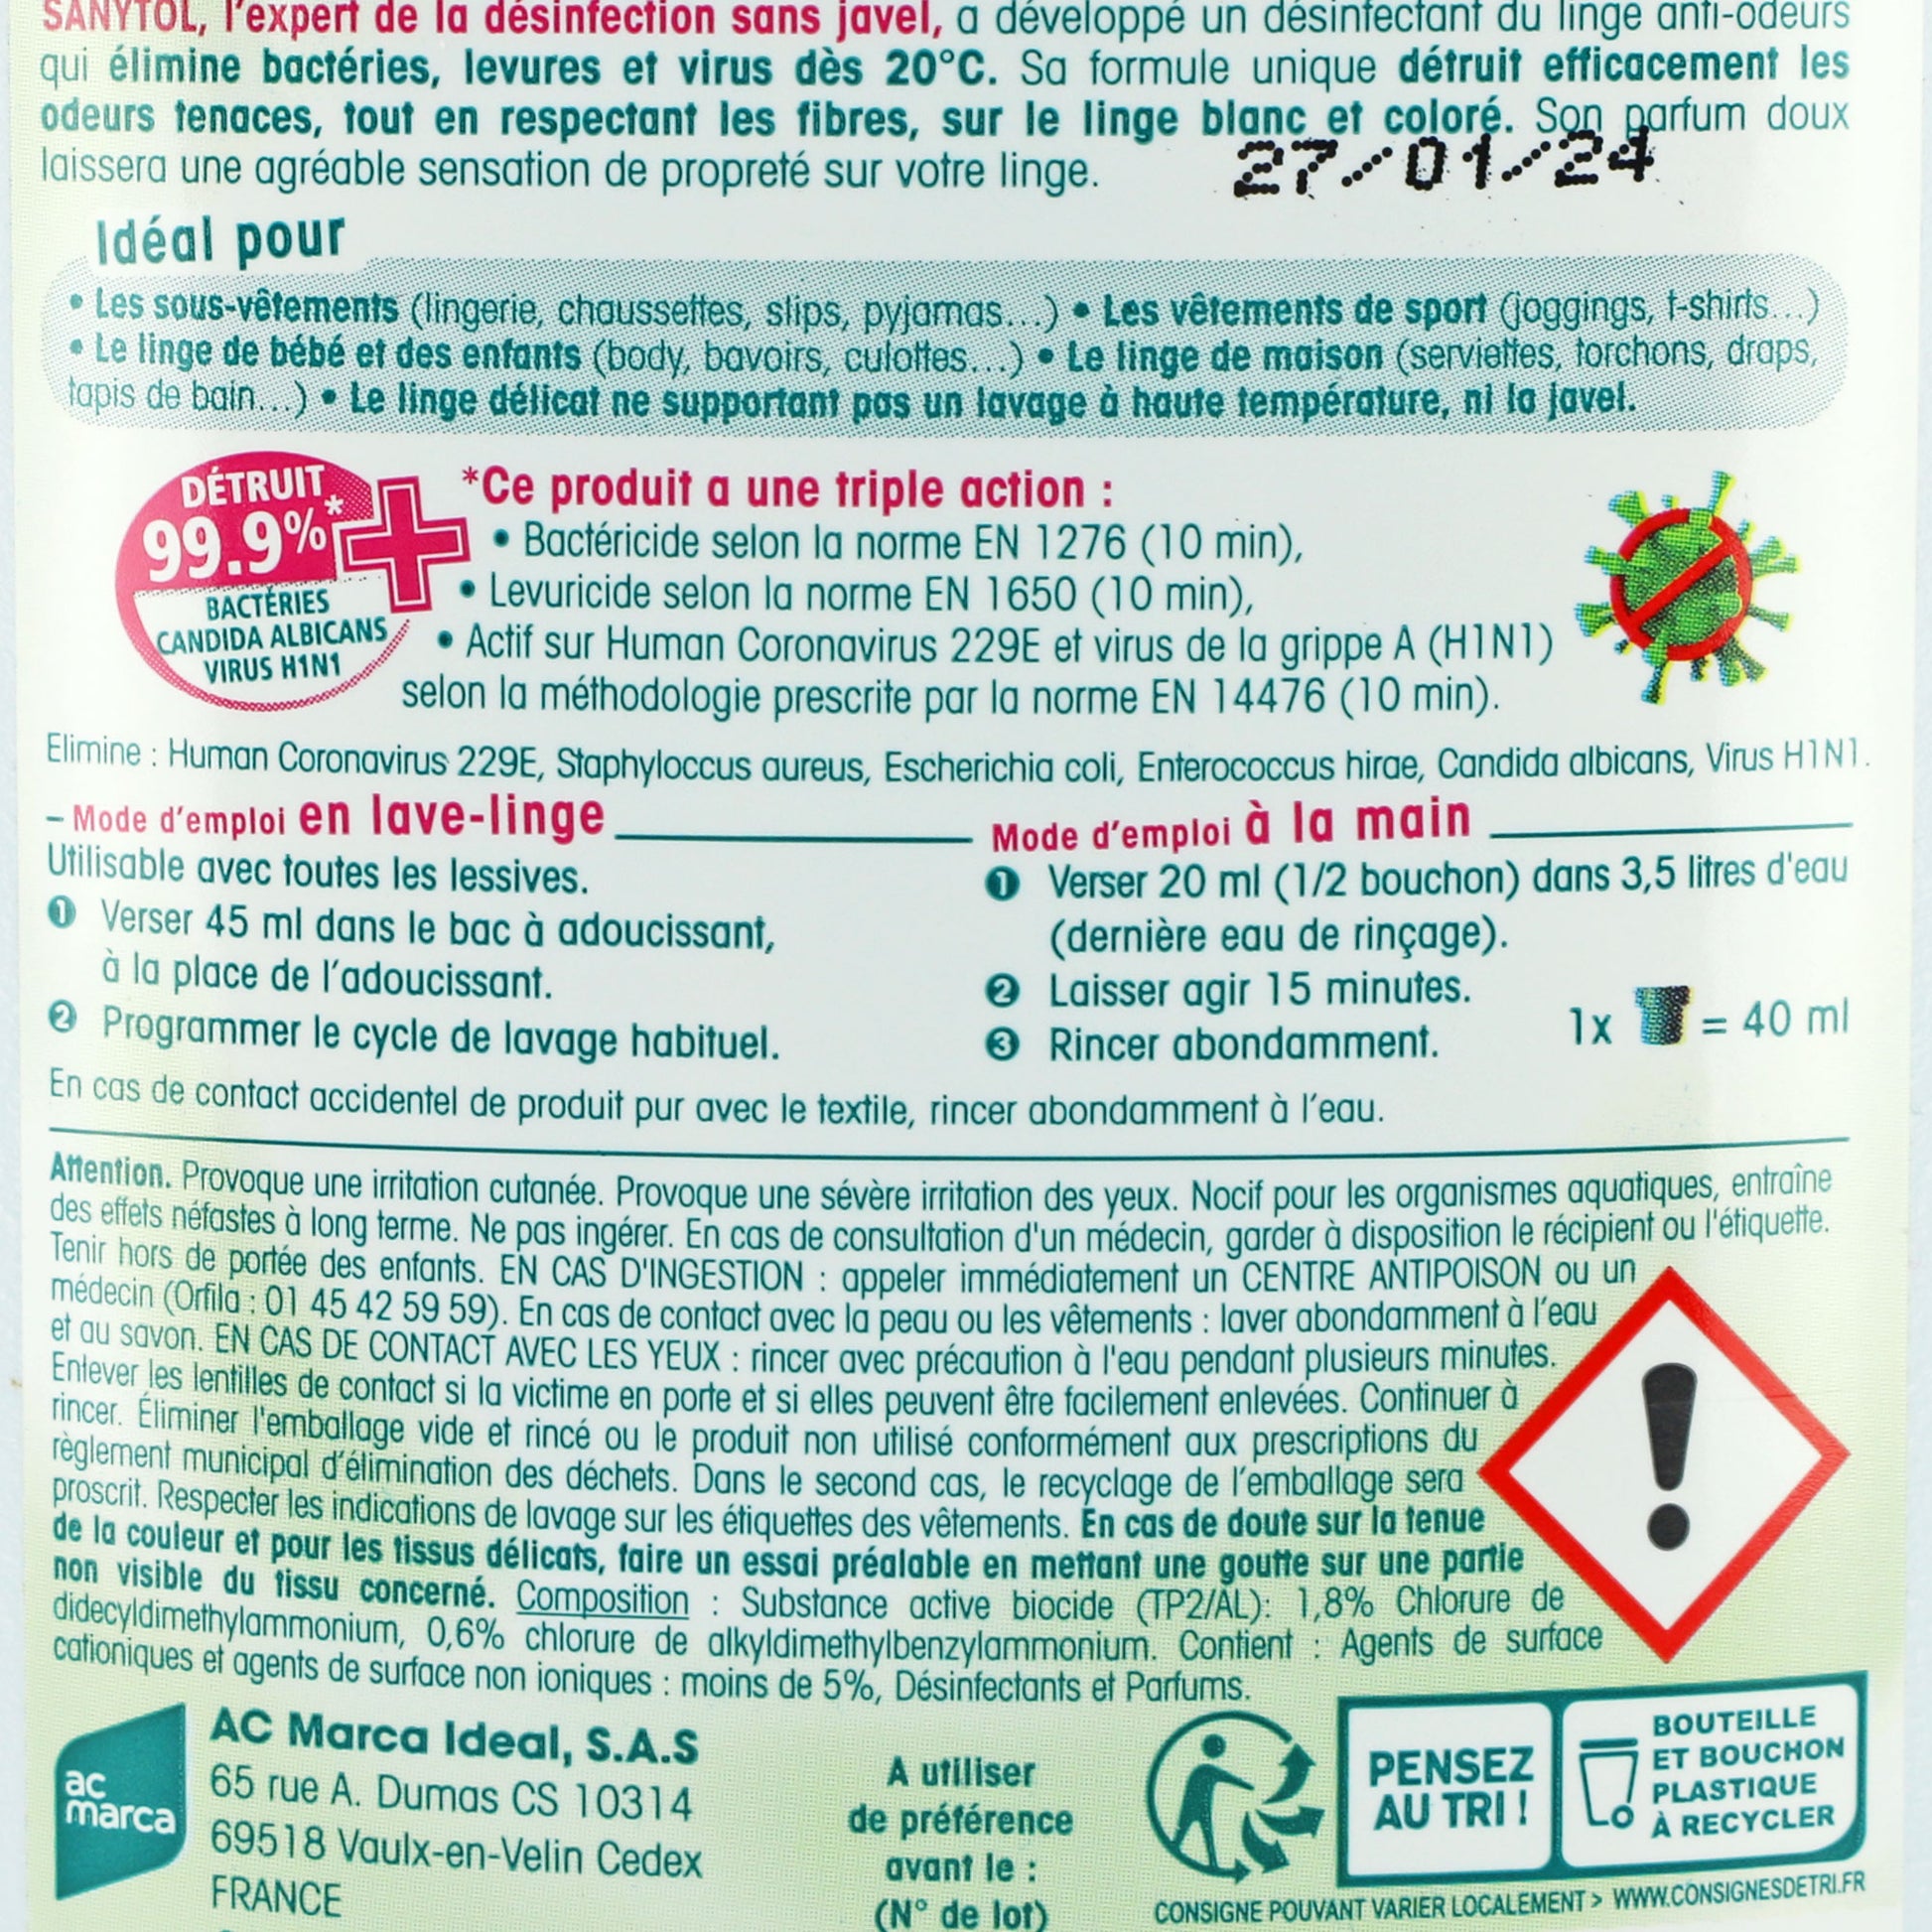 SANYTOL, l'expert de la désinfection sans javel, a développé un désinfectant du linge anti-odeurs
qui élimine bactéries, levures et virus dès 20°C. Sa formule unique détruit efficacement les
odeurs tenaces, tout en respectant les fibres, sur le linge blanc et coloré. Son parfum doux
laissera une agréable sensation de propreté sur votre linge.
27/01/24
Idéal pour
• Les sous-vêtements (lingerie, chaussettes, slips, pyjamas...) • Les vêtements de sport (joggings, t-shirts...)
• Le linge de bébé et des enfants (body, bavoirs, culottes...) • Le linge de maison (serviettes, torchons, draps,
tapis de bain...) • Le linge délicat ne supportant pas un lavage à haute température, ni la javel.
DÉTRUIT
99.9%*
BACTÉRIES
CANDIDA ALBICANS
VIRUS H1N1
*Ce produit a une triple action :
• Bactéricide selon la norme EN 1276 (10 min),
• Levuricide selon la norme EN 1650 (10 min),
• Actif sur Human Coronavirus 229E et virus de la grippe A (H1N1)
selon la méthodologie prescrite par la norme EN 14476 (10 min).
Elimine : Human Coronavirus 229E, Staphyloccus aureus, Escherichia coli, Enterococcus hirae, Candida albicans, Virus H1N1.
– Mode d'emploi en lave-linge
Utilisable avec toutes les lessives.
1 Verser 45 ml dans le bac à adoucissant,
à la place de l'adoucissant.
2 Programmer le cycle de lavage habituel.
Mode d'emploi à la main
1 Verser 20 ml (1/2 bouchon) dans 3,5 litres d'eau
(dernière eau de rinçage).
2 Laisser agir 15 minutes.
3 Rincer abondamment.
1x = 40 ml
En cas de contact accidentel de produit pur avec le textile, rincer abondamment à l'eau.
Attention. Provoque une irritation cutanée. Provoque une sévère irritation des yeux. Nocif pour les organismes aquatiques, entraîne
des effets néfastes à long terme. Ne pas ingérer. En cas de consultation d'un médecin, garder à disposition le récipient ou l'étiquette.
Tenir hors de portée des enfants. EN CAS D'INGESTION : appeler immédiatement un CENTRE ANTIPOISON ou un
médecin (Orfila : 01 45 42 59 59). En cas de contact avec la peau ou les vêtements : laver abondamment à l'eau
et au savon. EN CAS DE CONTACT AVEC LES YEUX : rincer avec précaution à l'eau pendant plusieurs minutes.
Enlever les lentilles de contact si la victime en porte et si elles peuvent être facilement enlevées. Continuer à
rincer. Éliminer l'emballage vide et rincé ou le produit non utilisé conformément aux prescriptions du
règlement municipal d'élimination des déchets. Dans le second cas, le recyclage de l'emballage sera
proscrit. Respecter les indications de lavage sur les étiquettes des vêtements. En cas de doute sur la tenue
de la couleur et pour les tissus délicats, faire un essai préalable en mettant une goutte sur une partie
non visible du tissu concerné. Composition : Substance active biocide (TP2/AL): 1,8% Chlorure de
didecyldimethylammonium, 0,6% chlorure de alkyldimethylbenzylammonium. Contient : Agents de surface
cationiques et agents de surface non ioniques : moins de 5%, Désinfectants et Parfums.
ac
marca
AC Marca Ideal, S.A.S
65 rue A. Dumas CS 10314
69518 Vaulx-en-Velin Cedex
FRANCE
A utiliser
de préférence
avant le :
(N° de lot)
PENSEZ
AU TRI !
BOUTEILLE
ET BOUCHON
PLASTIQUE
À RECYCLER
CONSIGNE POUVANT VARIER LOCALEMENT > WWW.CONSIGNESDETRI.FR